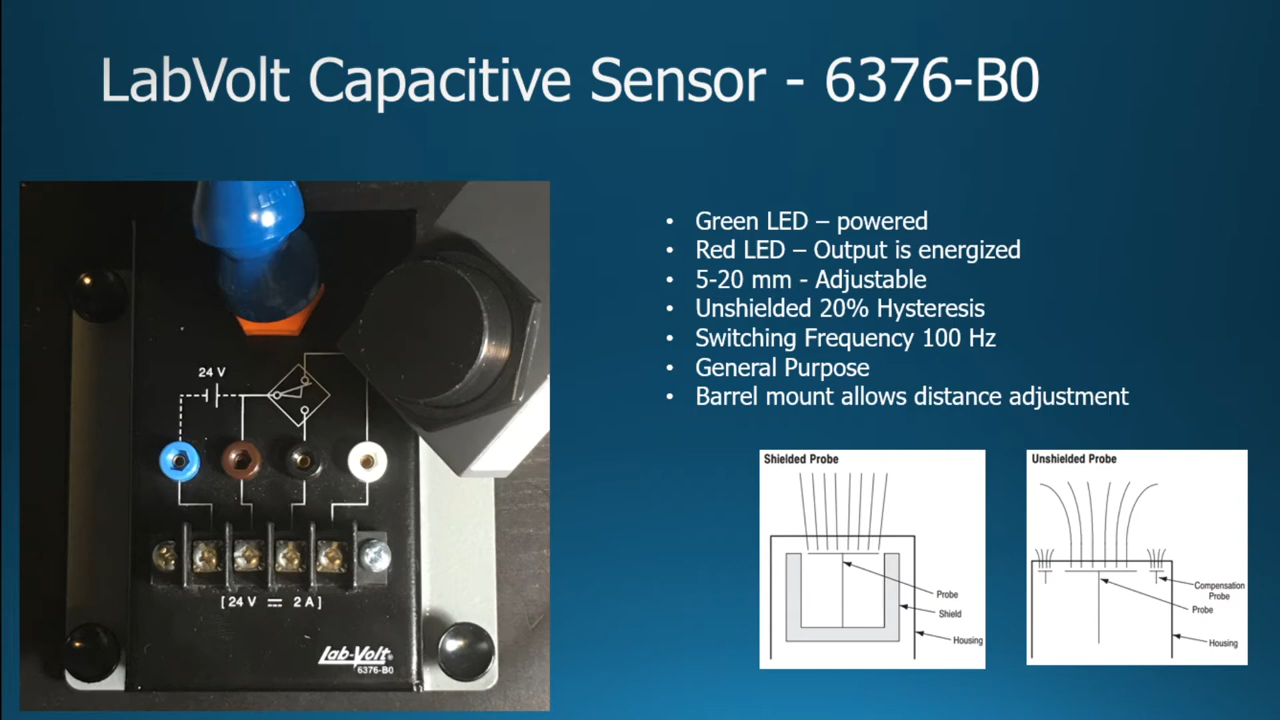 LabVolt Capacitive Sensor - 6376-B0
24 V
[ 24 V ⎓ 2 A ]
Lab-Volt®
6376-B0
• Green LED – powered
• Red LED – Output is energized
• 5-20 mm - Adjustable
• Unshielded 20% Hysteresis
• Switching Frequency 100 Hz
• General Purpose
• Barrel mount allows distance adjustment
Shielded Probe
Probe
Shield
Housing
Unshielded Probe
Compensation
Probe
Probe
Housing